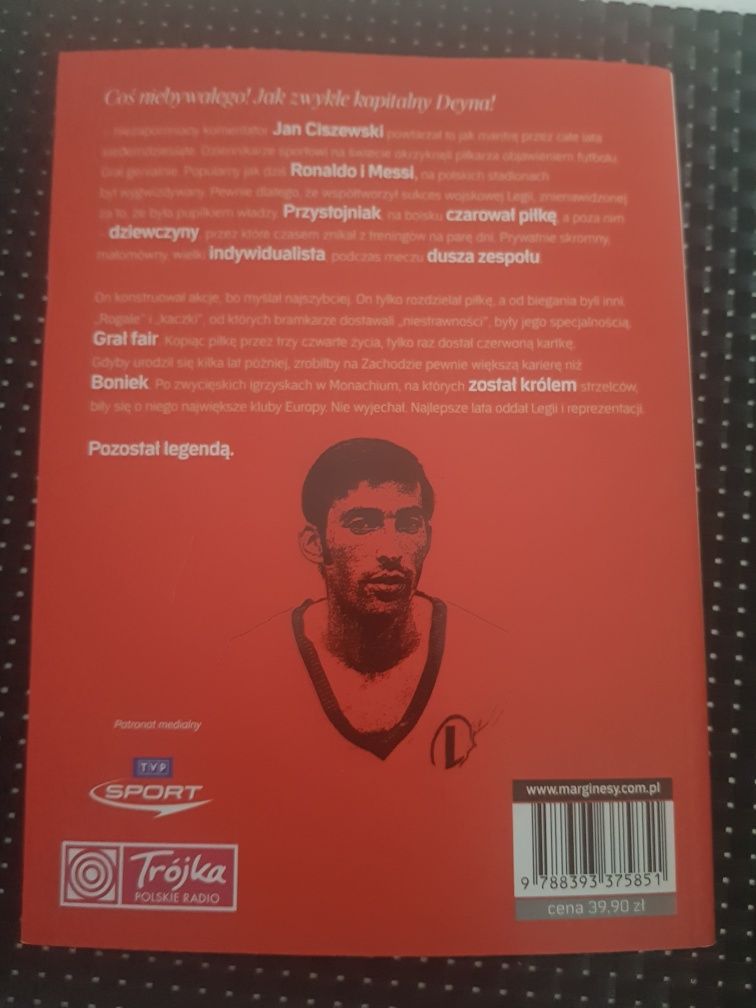 Coś niebywałego! Jak zwykle kapitalny Deyna!
– niezapomniany komentator Jan Ciszewski powtarzał to jak mantrę przez całe lata
siedemdziesiąte. Dziennikarze sportowi na świecie okrzyknęli piłkarza objawieniem futbolu.
Grał genialnie. Popularny jak dziś Ronaldo i Messi, na polskich stadionach
był wygwizdywany. Pewnie dlatego, że współtworzył sukces wojskowej Legii, znienawidzonej
za to, że była pupilkiem władzy. Przystojniak, na boisku czarował piłkę, a poza nim
– dziewczyny, przez które czasem znikał z treningów na parę dni. Prywatnie skromny,
małomówny, wielki indywidualista, podczas meczu dusza zespołu.
On konstruował akcje, bo myślał najszybciej. On tylko rozdzielał piłkę, a od biegania byli inni.
„Rogale” i „kaczki”, od których bramkarze dostawali „niestrawności”, były jego specjalnością.
Grał fair. Kopiąc piłkę przez trzy czwarte życia, tylko raz dostał czerwoną kartkę.
Gdyby urodził się kilka lat później, zrobiłby na Zachodzie pewnie większą karierę niż
Boniek. Po zwycięskich Igrzyskach w Monachium, na których został królem strzelców,
biły się o niego największe kluby Europy. Nie wyjechał. Najlepsze lata oddał Legii i reprezentacji.
Pozostał legendą.
L
Patronat medialny
TVP
SPORT
Trójka
POLSKIE RADIO
www.marginesy.com.pl
9 788393 375851
cena 39,90 zł